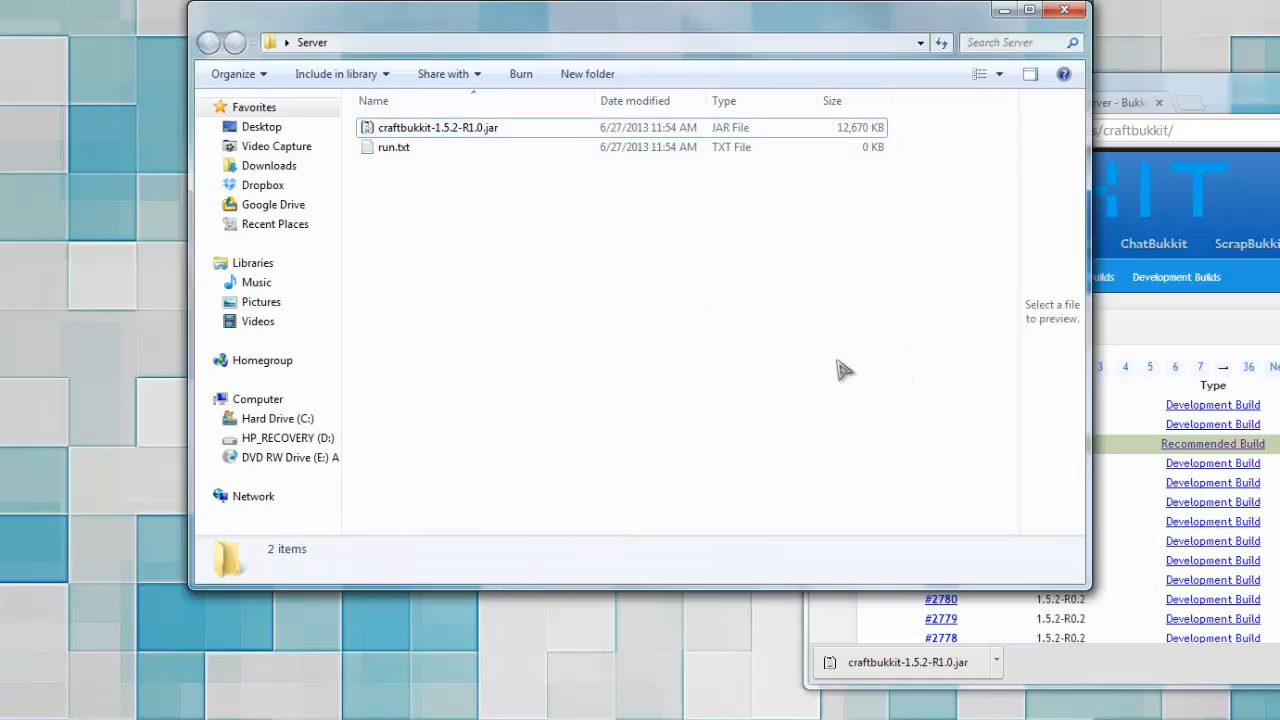 Server
Search Server
Organize
Include in library
Share with
Burn
New folder
Name
Date modified
Type
Size
craftbukkit-1.5.2-R1.0.jar
6/27/2013 11:54 AM
JAR File
12,670 KB
run.txt
6/27/2013 11:54 AM
TXT File
0 KB
Favorites
Desktop
Video Capture
Downloads
Dropbox
Google Drive
Recent Places
Libraries
Music
Pictures
Videos
Homegroup
Computer
Hard Drive (C:)
HP_RECOVERY (D:)
DVD RW Drive (E:) A
Network
Select a file
to preview.
2 items
rver - Bukk
s/craftbukkit/
KIT
ChatBukkit
ScrapBukki
uilds
Development Builds
3 4 5 6 7 → 36 Ne
Type
Development Build
Development Build
Recommended Build
Development Build
Development Build
Development Build
Development Build
Development Build
Development Build
Development Build
#2780 1.5.2-R0.2 Development Build
#2779 1.5.2-R0.2 Development Build
#2778 1.5.2-R0.2 Development Build
craftbukkit-1.5.2-R1.0.jar